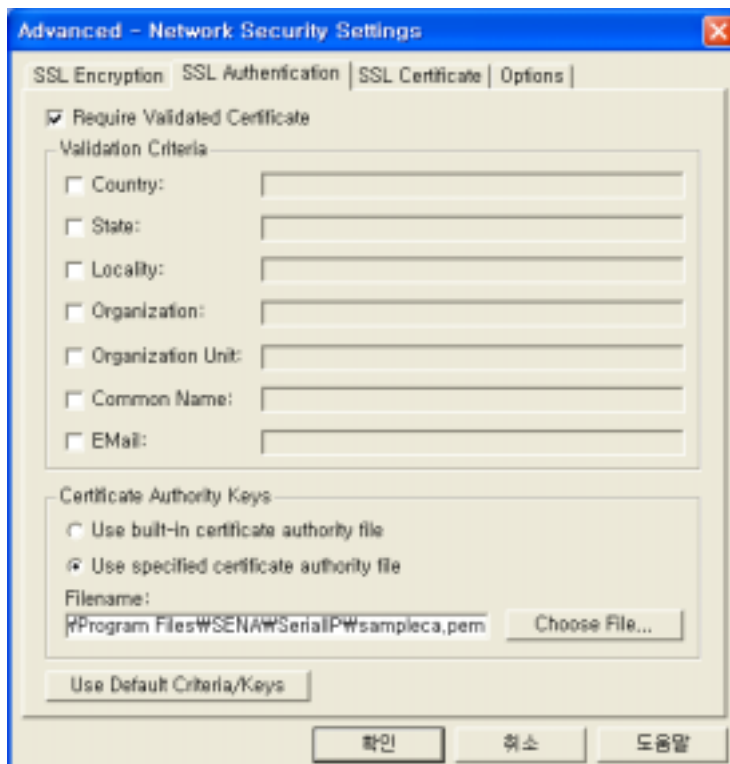 Advanced - Network Security Settings
SSL Encryption SSL Authentication SSL Certificate Options
Require Validated Certificate
Validation Criteria
Country:
State:
Locality:
Organization:
Organization Unit:
Common Name:
EMail:
Certificate Authority Keys
Use built-in certificate authority file
Use specified certificate authority file
Filename:
₩Program Files₩SENA₩SerialIP₩sampleca,pem Choose File...
Use Default Criteria/Keys
확인 취소 도움말